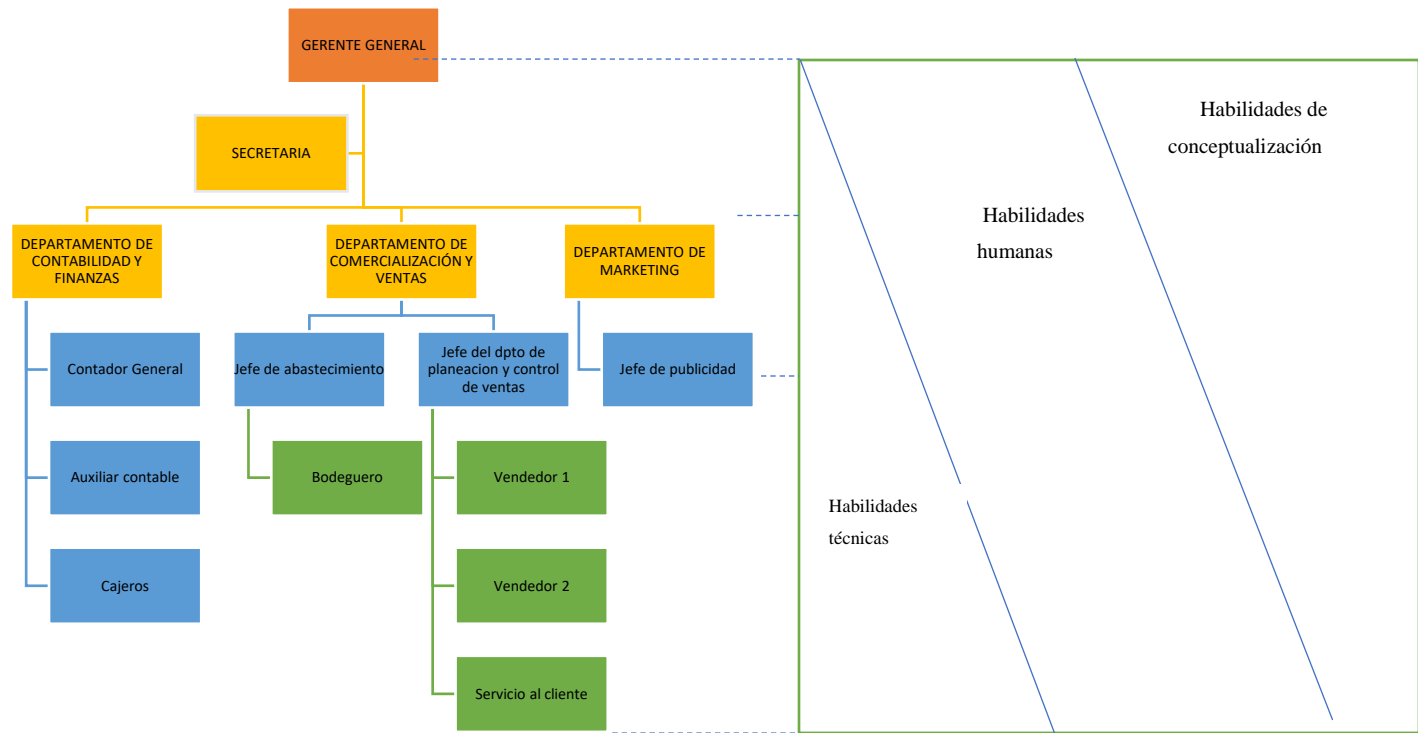 GERENTE GENERAL
SECRETARIA
DEPARTAMENTO DE
CONTABILIDAD Y
FINANZAS
DEPARTAMENTO DE
COMERCIALIZACIÓN Y
VENTAS
DEPARTAMENTO DE
MARKETING
Contador General
Jefe de abastecimiento
Jefe del dpto de
planeacion y control
de ventas
Jefe de publicidad
Auxiliar contable
Bodeguero
Vendedor 1
Cajeros
Vendedor 2
Servicio al cliente
Habilidades de
conceptualización
Habilidades
humanas
Habilidades
técnicas